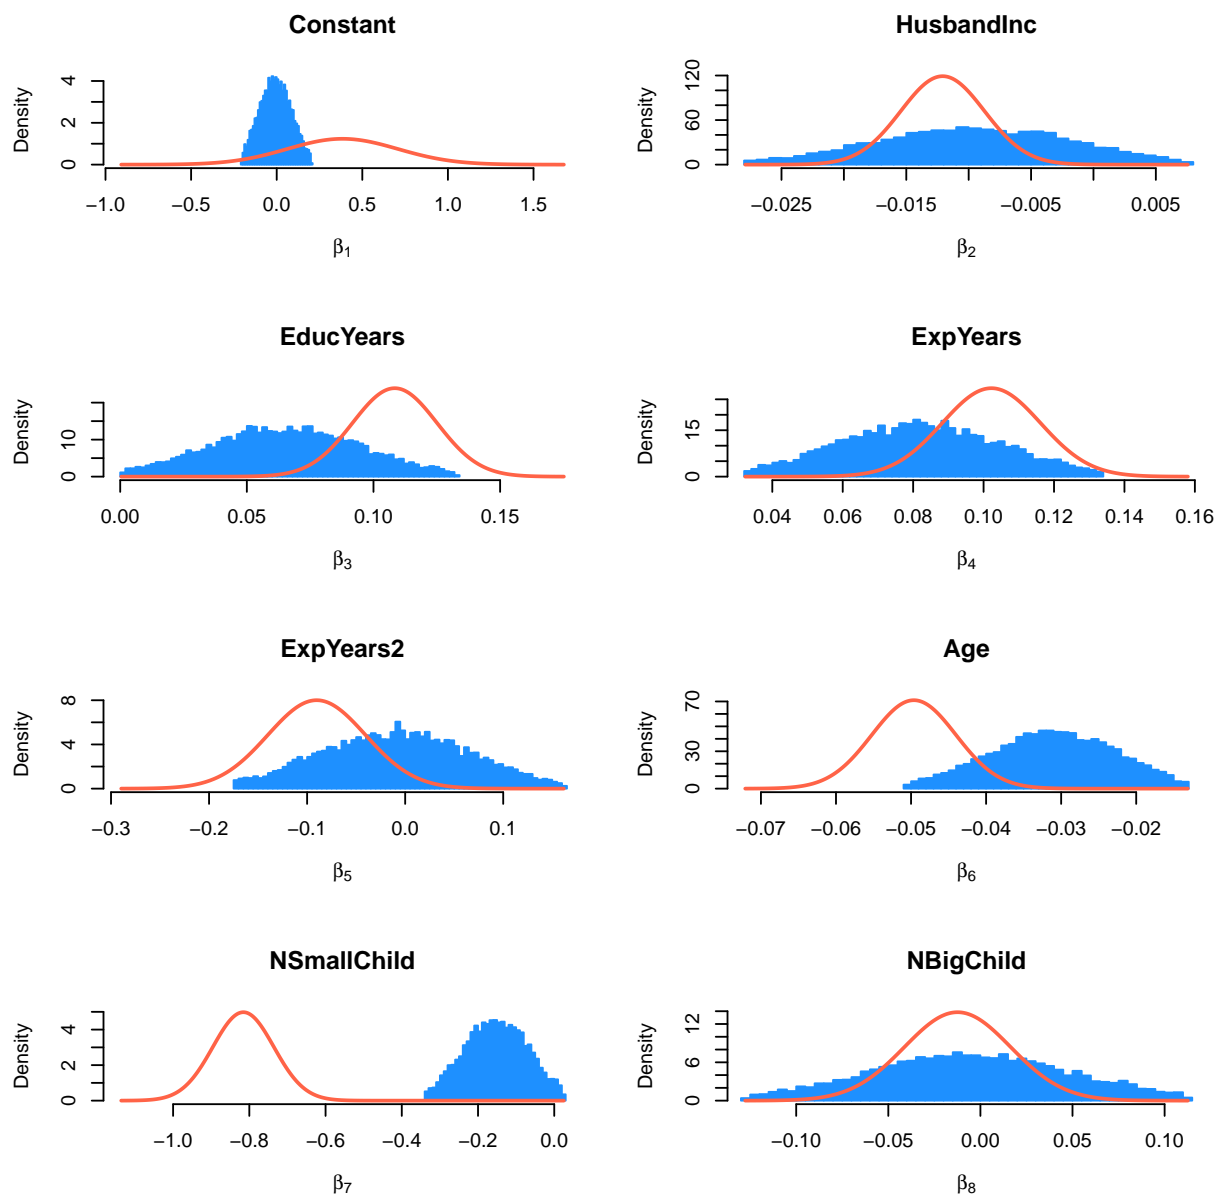 Constant
Density
0 2 4
−1.0 −0.5 0.0 0.5 1.0 1.5
β1
HusbandInc
Density
0 60 120
−0.025 −0.015 −0.005 0.005
β2
EducYears
Density
0 10
0.00 0.05 0.10 0.15
β3
ExpYears
Density
0 15
0.04 0.06 0.08 0.10 0.12 0.14 0.16
β4
ExpYears2
Density
0 4 8
−0.3 −0.2 −0.1 0.0 0.1
β5
Age
Density
0 30 70
−0.07 −0.06 −0.05 −0.04 −0.03 −0.02
β6
NSmallChild
Density
0 2 4
−1.0 −0.8 −0.6 −0.4 −0.2 0.0
β7
NBigChild
Density
0 6 12
−0.10 −0.05 0.00 0.05 0.10
β8